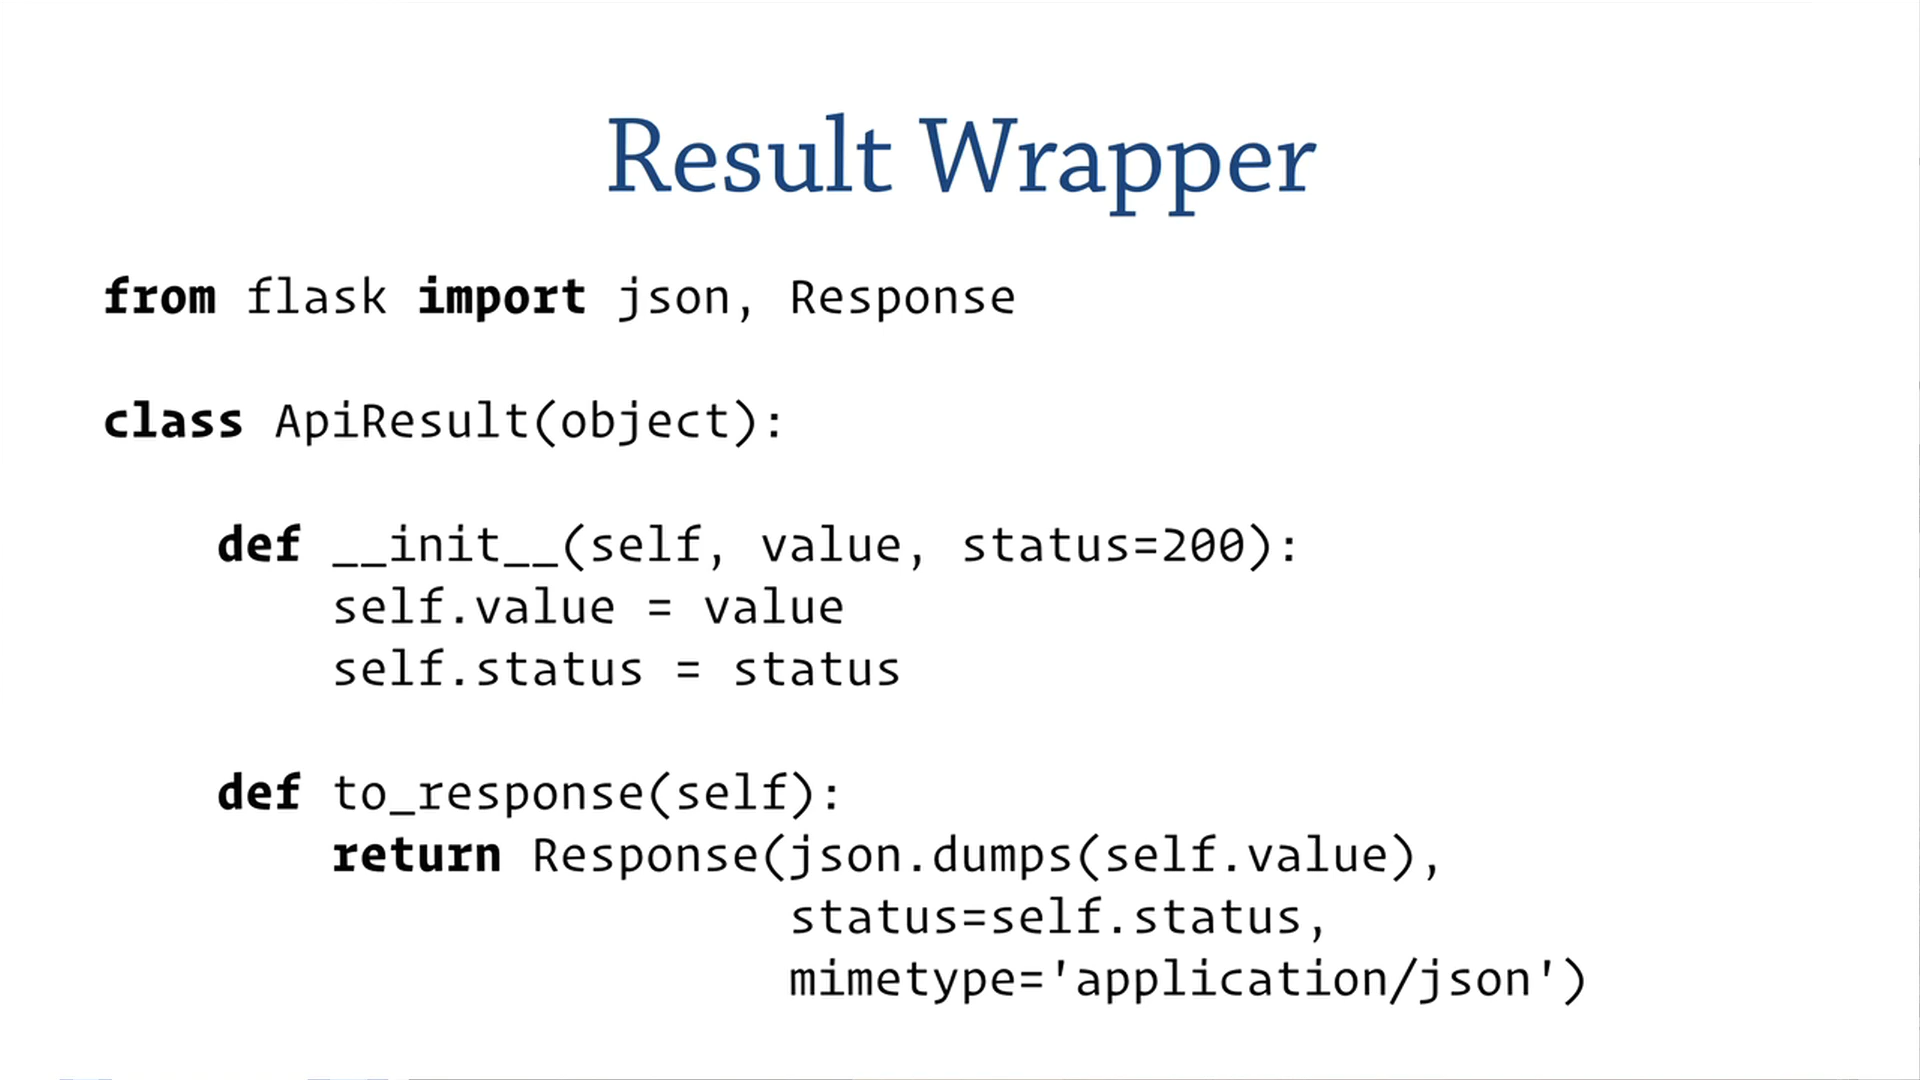 Result Wrapper
from flask import json, Response
class ApiResult(object):
def __init__(self, value, status=200):
self.value = value
self.status = status
def to_response(self):
return Response(json.dumps(self.value),
status=self.status,
mimetype='application/json')